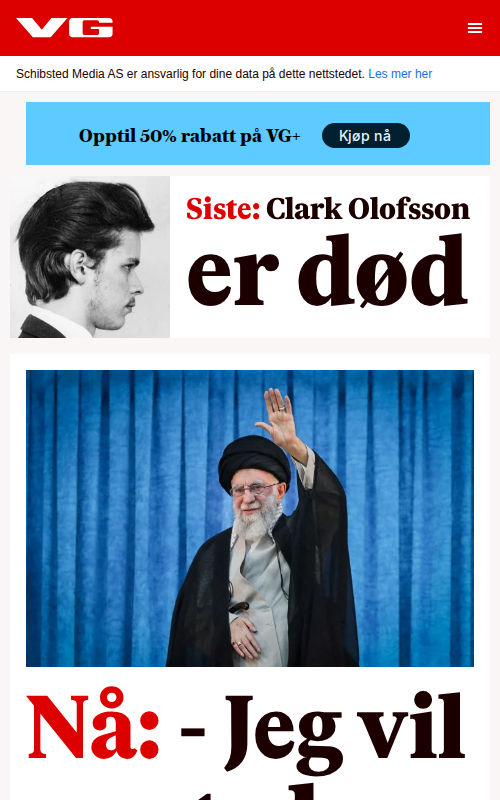 VG
Schibsted Media AS er ansvarlig for dine data på dette nettstedet. Les mer her
Opptil 50% rabatt på VG+
Kjøp nå
Siste: Clark Olofsson
er død
Nå: - Jeg vil